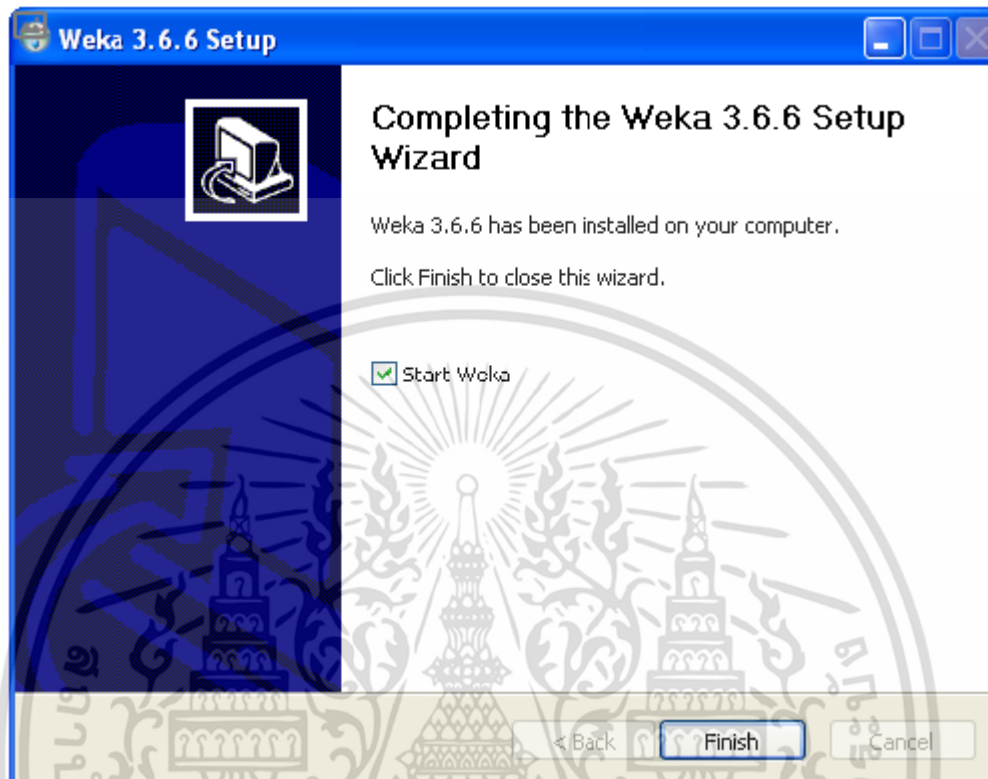 Weka 3.6.6 Setup
Completing the Weka 3.6.6 Setup
Wizard
Weka 3.6.6 has been installed on your computer.
Click Finish to close this wizard.
Start Weka
< Back Finish Cancel